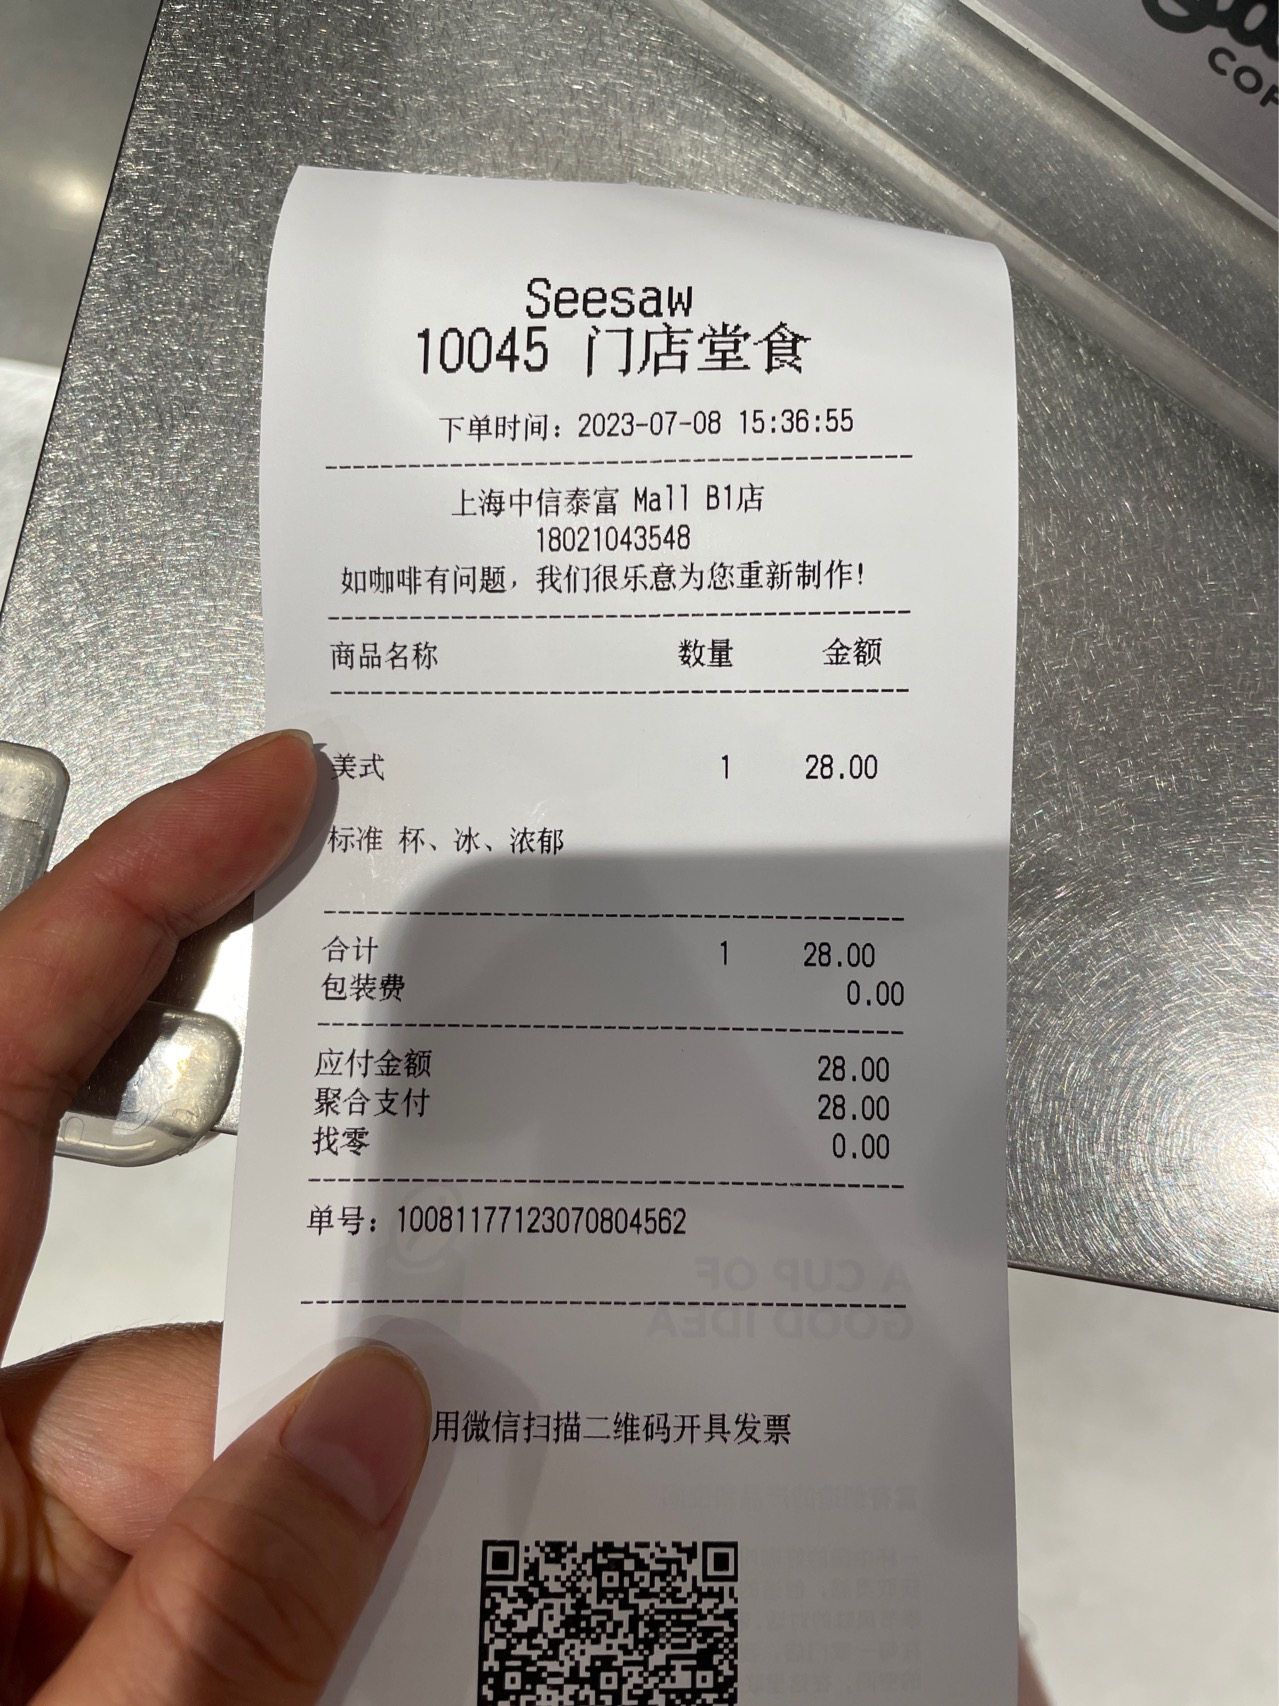 COF
Seesaw
10045 门店堂食
下单时间：2023-07-08 15:36:55
上海中信泰富 Mall B1店
18021043548
如咖啡有问题，我们很乐意为您重新制作！
商品名称 数量 金额
美式 1 28.00
标准 杯、冰、浓郁
合计 1 28.00
包装费 0.00
应付金额 28.00
聚合支付 28.00
找零 0.00
单号：10081177123070804562
A CUP OF
GOOD IDEA
用微信扫描二维码开具发票